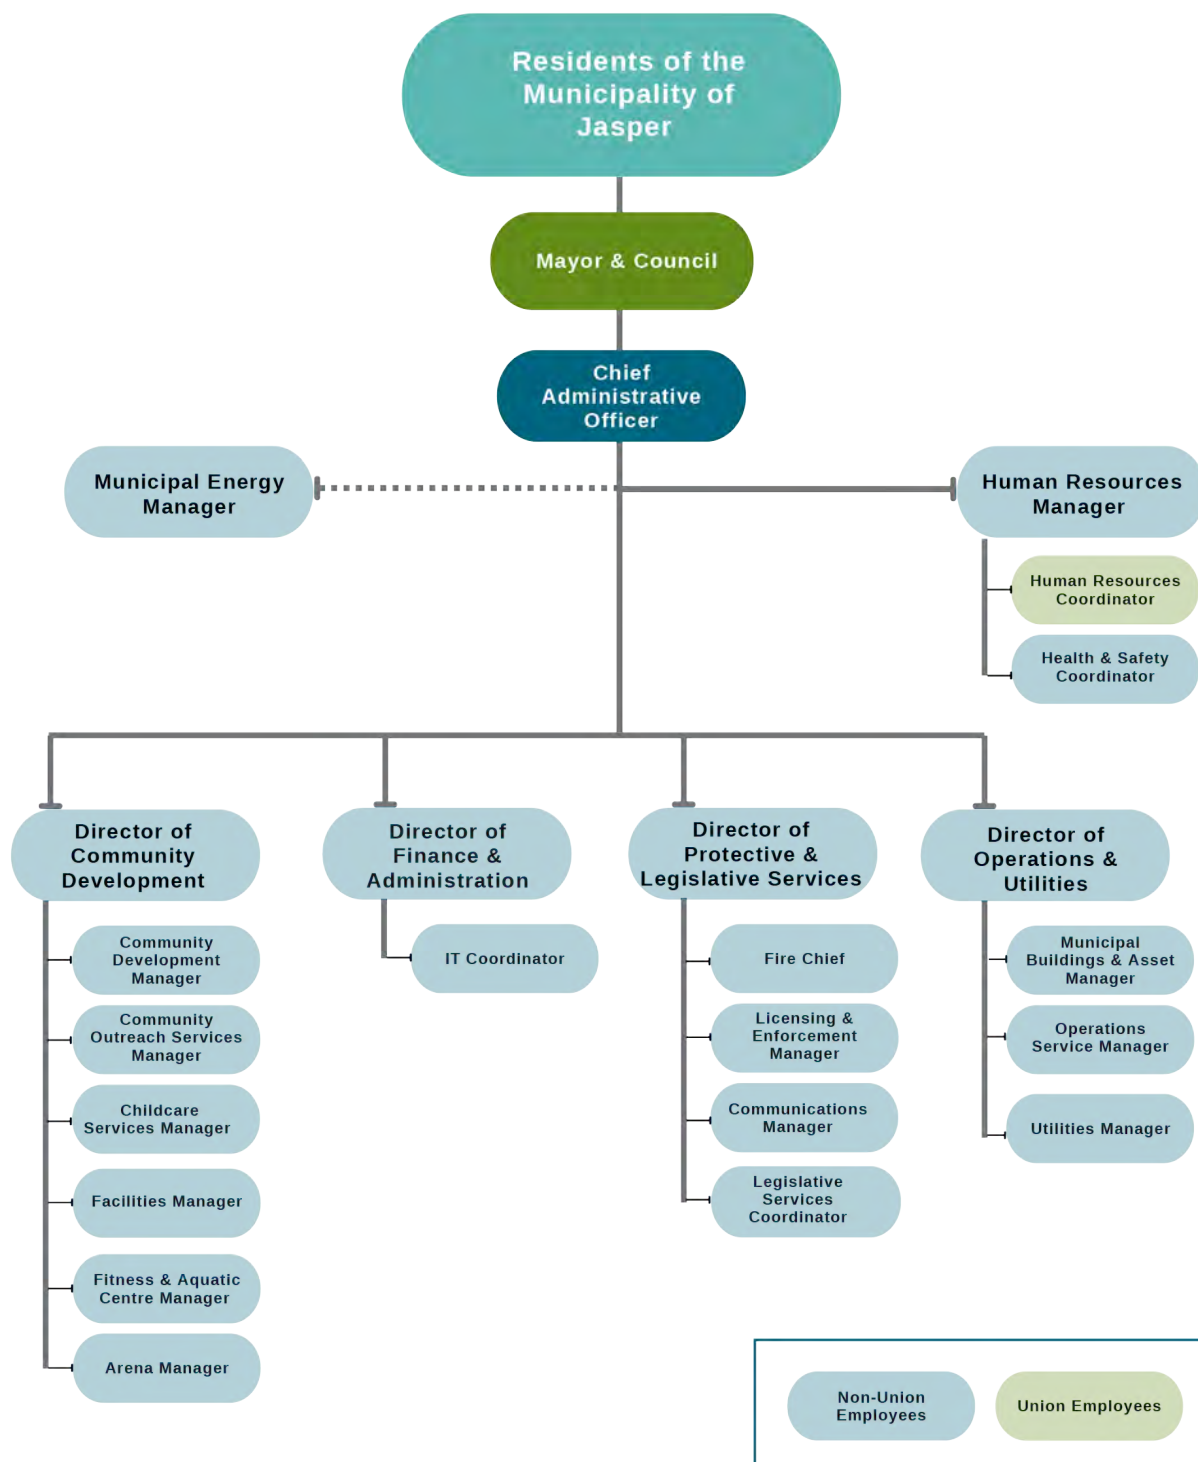 Residents of the
Municipality of
Jasper
Mayor & Council
Chief
Administrative
Officer
Municipal Energy
Manager
Human Resources
Manager
Human Resources
Coordinator
Health & Safety
Coordinator
Director of
Community
Development
Community
Development
Manager
Community
Outreach Services
Manager
Childcare
Services Manager
Facilities Manager
Fitness & Aquatic
Centre Manager
Arena Manager
Director of
Finance &
Administration
IT Coordinator
Director of
Protective &
Legislative Services
Fire Chief
Licensing &
Enforcement
Manager
Communications
Manager
Legislative
Services
Coordinator
Director of
Operations &
Utilities
Municipal
Buildings & Asset
Manager
Operations
Service Manager
Utilities Manager
Non-Union
Employees
Union Employees